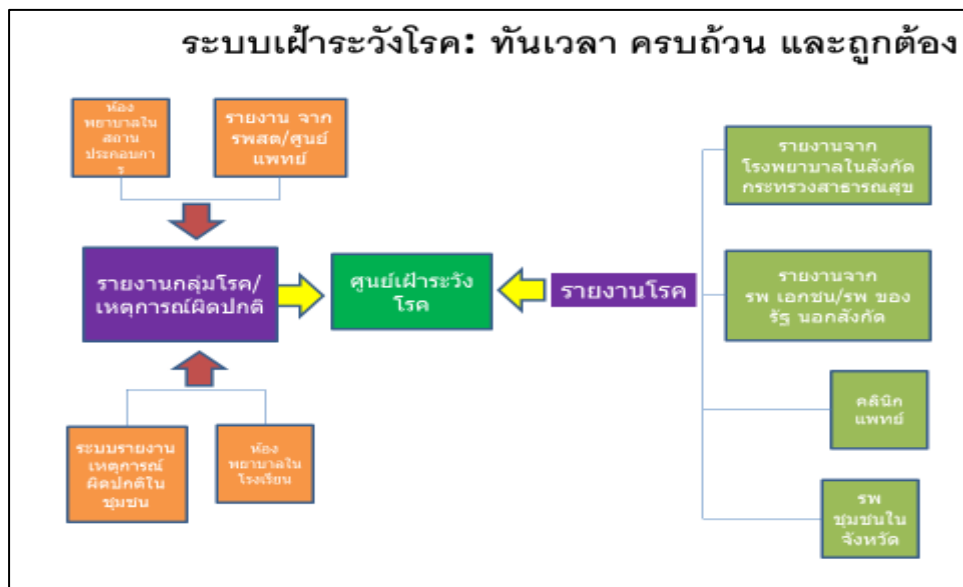 ระบบเฝ้าระวังโรค: ทันเวลา ครบถ้วน และถูกต้อง
ห้อง
พยาบาลใน
สถาน
ประกอบกา
ร
รายงาน จาก
รพสต/ศูนย์
แพทย์
รายงานจาก
โรงพยาบาลในสังกัด
กระทรวงสาธารณสุข
รายงานกลุ่มโรค/
เหตุการณ์ผิดปกติ
ศูนย์เฝ้าระวัง
โรค
รายงานโรค
รายงานจาก
รพ เอกชน/รพ ของ
รัฐ นอกสังกัด
คลินิก
แพทย์
ระบบรายงาน
เหตุการณ์
ผิดปกติใน
ชุมชน
ห้อง
พยาบาลใน
โรงเรียน
รพ
ชุมชนใน
จังหวัด